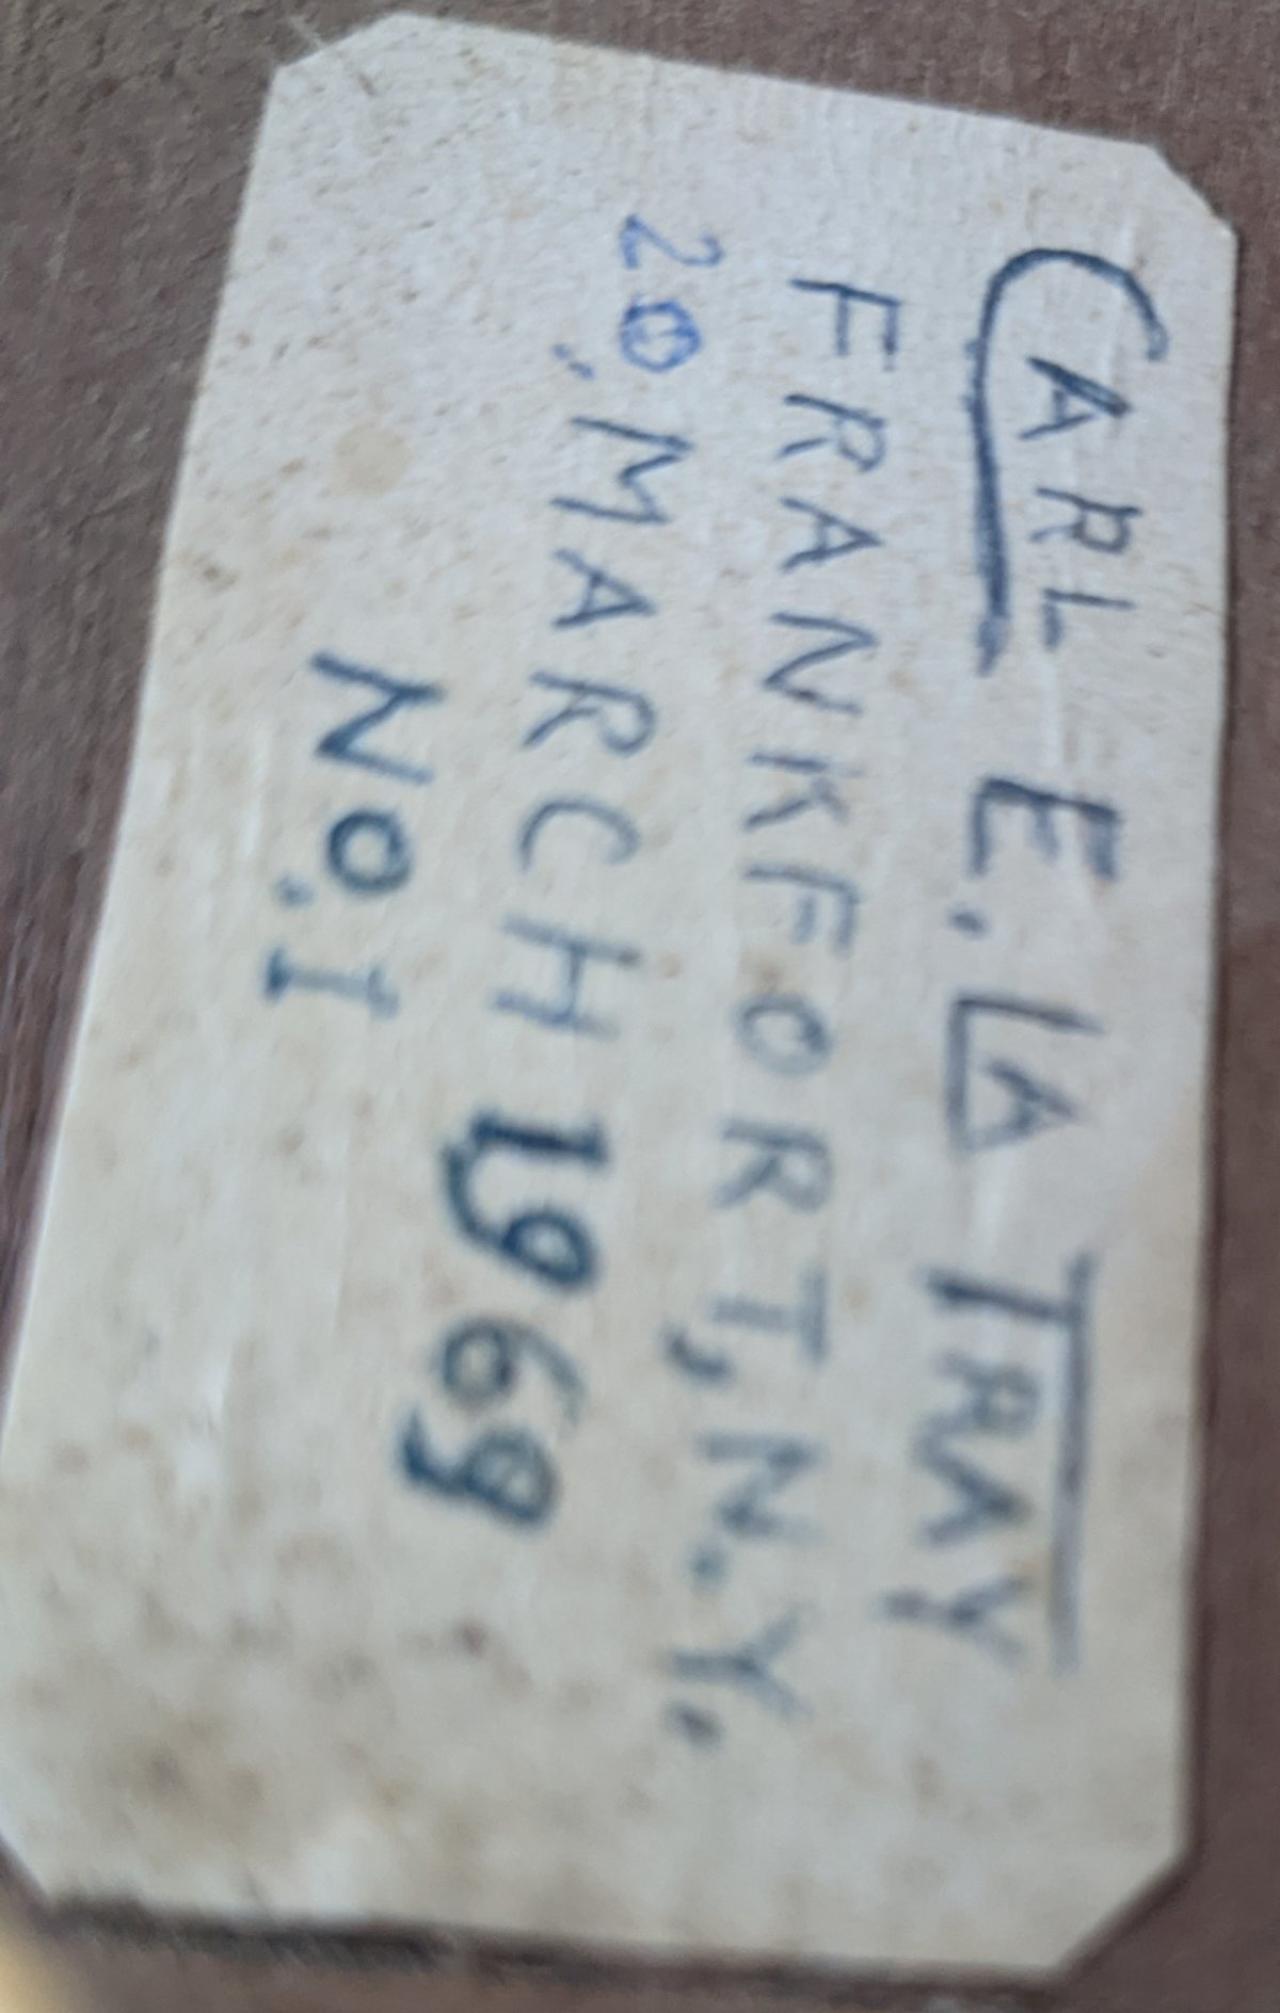 CARL E. LA TRAY
FRANKFORT, N.Y.
20, MARCH 1969
NO. I